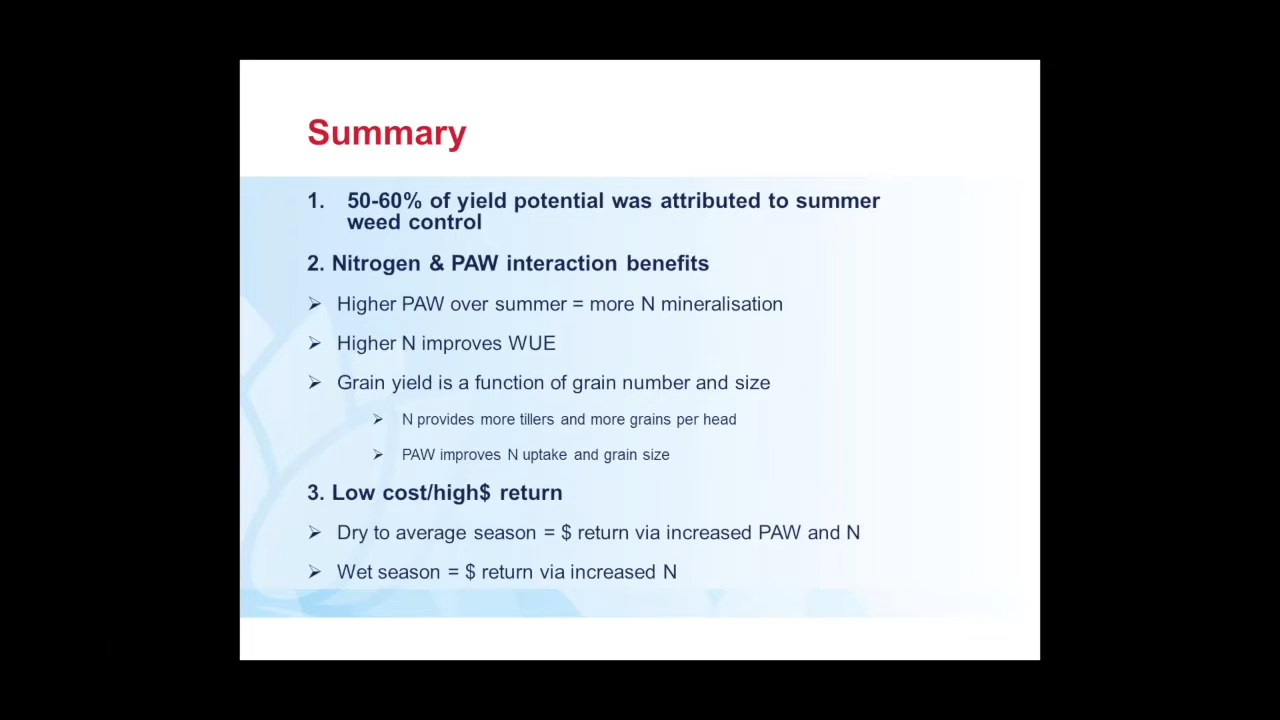 Summary
1. 50-60% of yield potential was attributed to summer
weed control
2. Nitrogen & PAW interaction benefits
➢ Higher PAW over summer = more N mineralisation
➢ Higher N improves WUE
➢ Grain yield is a function of grain number and size
➢ N provides more tillers and more grains per head
➢ PAW improves N uptake and grain size
3. Low cost/high$ return
➢ Dry to average season = $ return via increased PAW and N
➢ Wet season = $ return via increased N